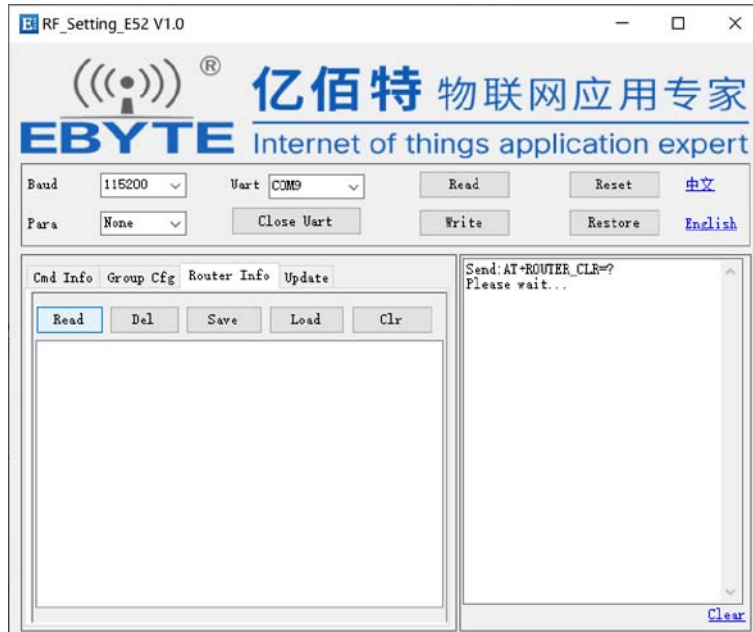 RF_Setting_E52 V1.0
®
亿佰特 物联网应用专家
EBYTE Internet of things application expert
Baud 115200 Uart COM9 Read Reset 中文
Para None Close Uart Write Restore English
Cmd Info Group Cfg Router Info Update
Read Del Save Load Clr
Send:AT+ROUTER_CLR=?
Please wait...
Clear